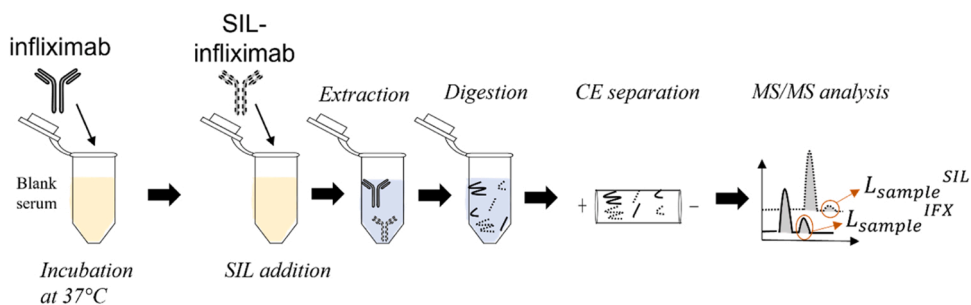 infliximab
SIL-
infliximab
Extraction
Digestion
CE separation
MS/MS analysis
Blank
serum
+
−
L_sample^SIL
L_sample^IFX
Incubation
at 37°C
SIL addition